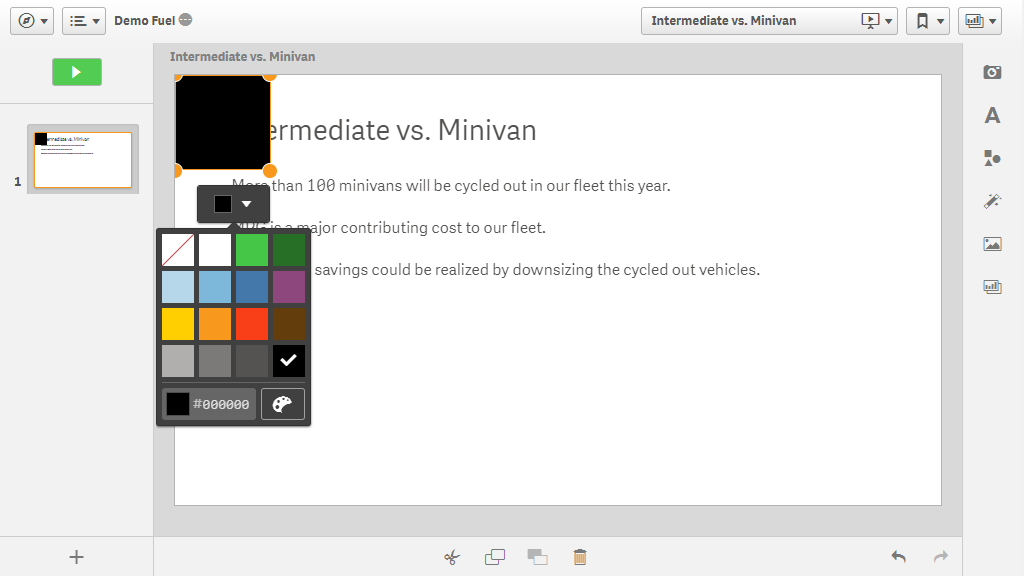 Demo Fuel
Intermediate vs. Minivan
Intermediate vs. Minivan
ermediate vs. Minivan
More than 100 minivans will be cycled out in our fleet this year.
MPG is a major contributing cost to our fleet.
savings could be realized by downsizing the cycled out vehicles.
1
#000000
A